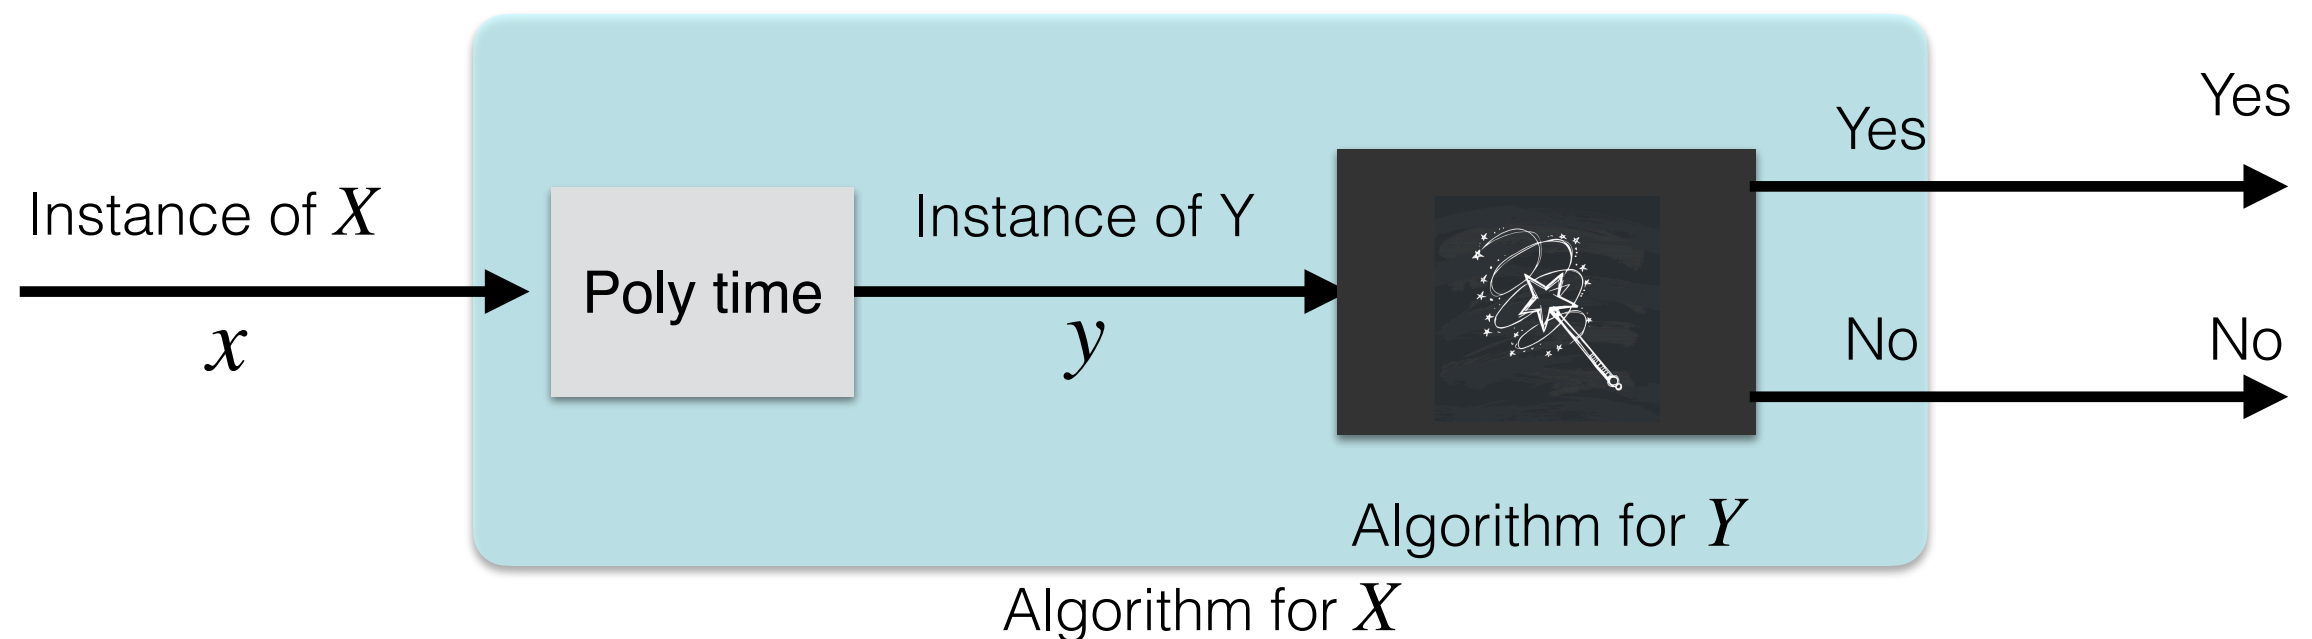 Yes
Yes
Instance of X
Instance of Y
Poly time
x
y
No
No
Algorithm for Y
Algorithm for X